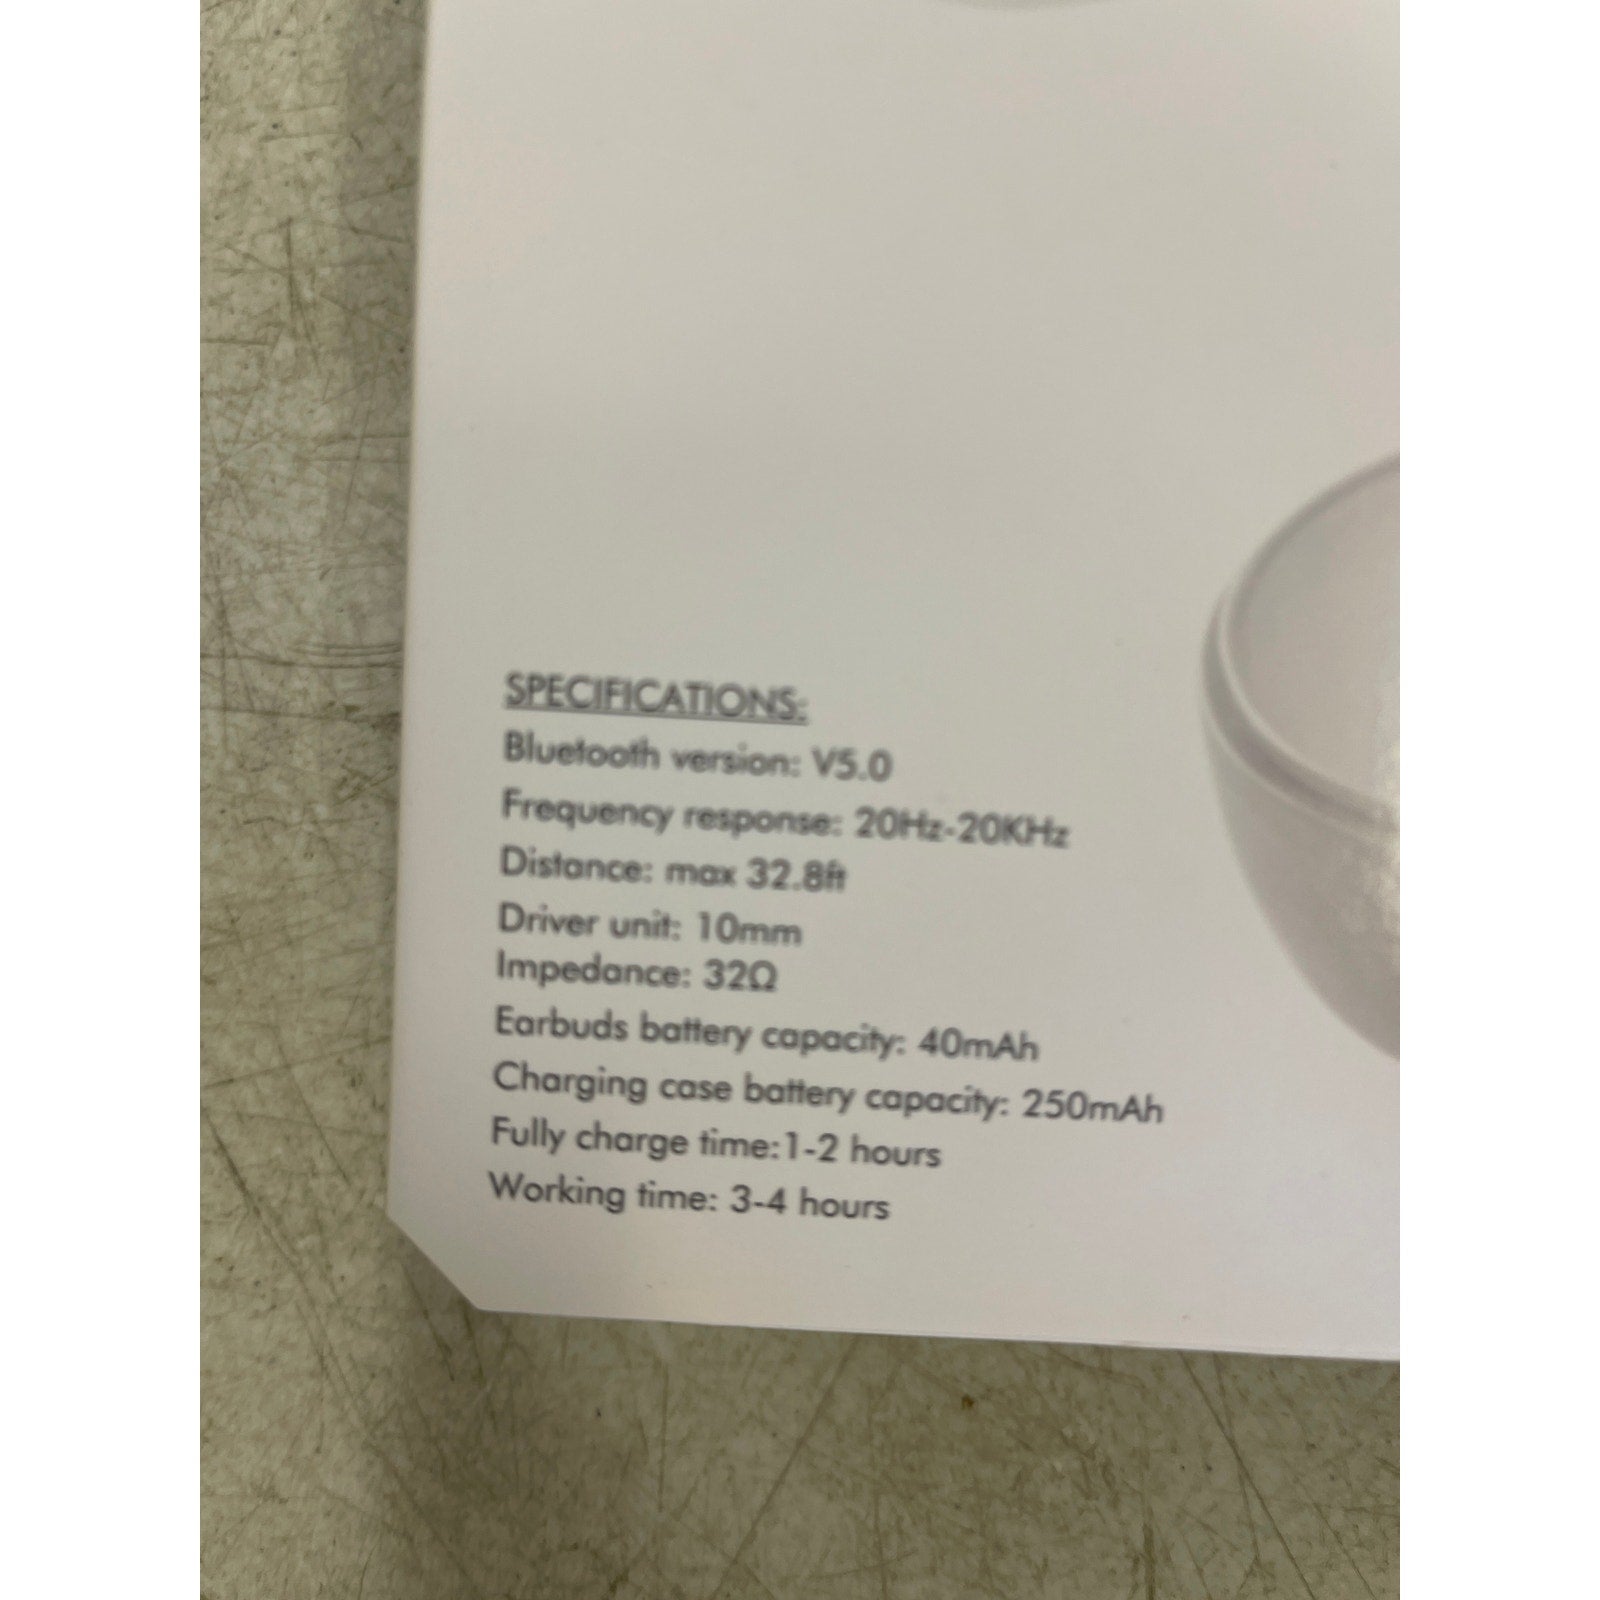 SPECIFICATIONS:
Bluetooth version: V5.0
Frequency response: 20Hz-20KHz
Distance: max 32.8ft
Driver unit: 10mm
Impedance: 32Ω
Earbuds battery capacity: 40mAh
Charging case battery capacity: 250mAh
Fully charge time:1-2 hours
Working time: 3-4 hours